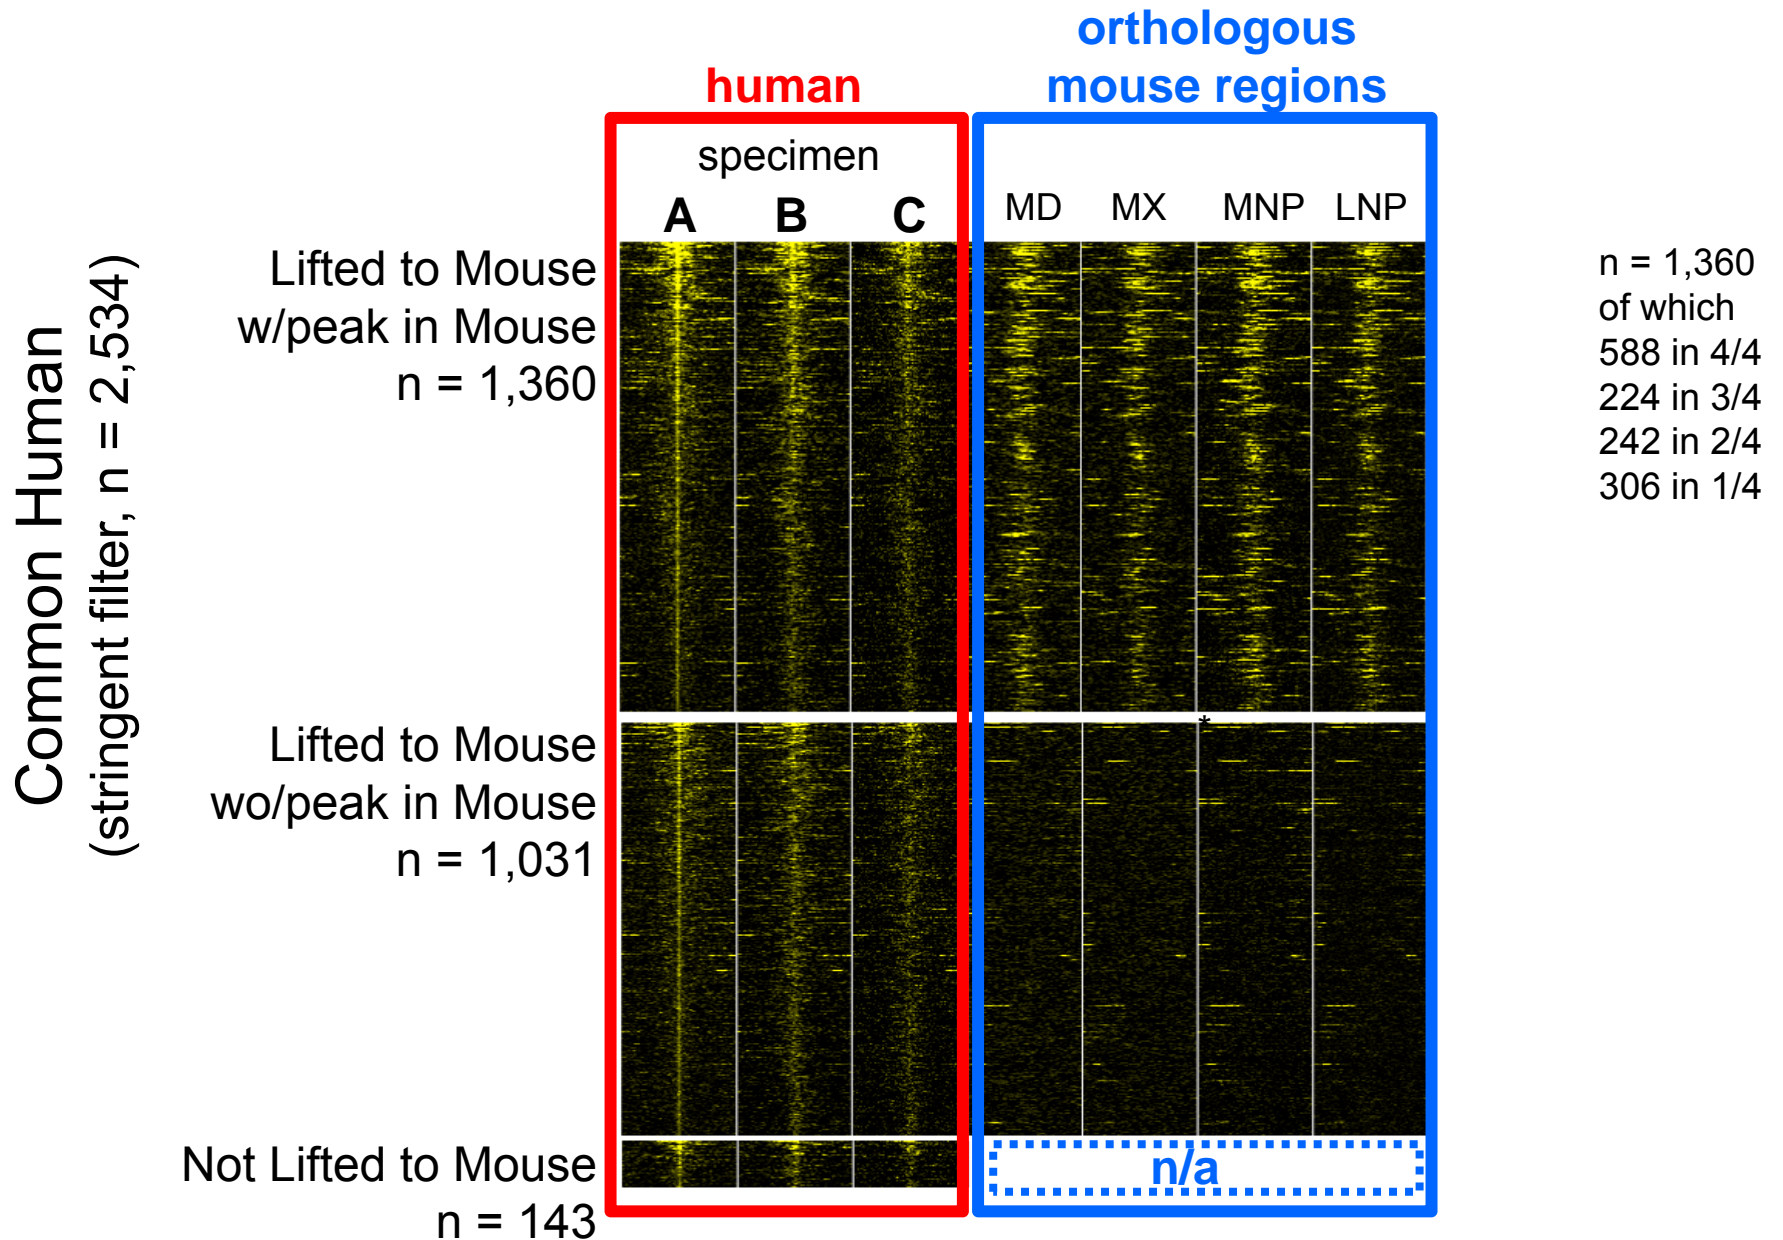 orthologous
mouse regions
human
specimen
A B C
MD MX MNP LNP
Common Human
(stringent filter, n = 2,534)
Lifted to Mouse
w/peak in Mouse
n = 1,360
n = 1,360
of which
588 in 4/4
224 in 3/4
242 in 2/4
306 in 1/4
*
Lifted to Mouse
wo/peak in Mouse
n = 1,031
Not Lifted to Mouse
n = 143
n/a